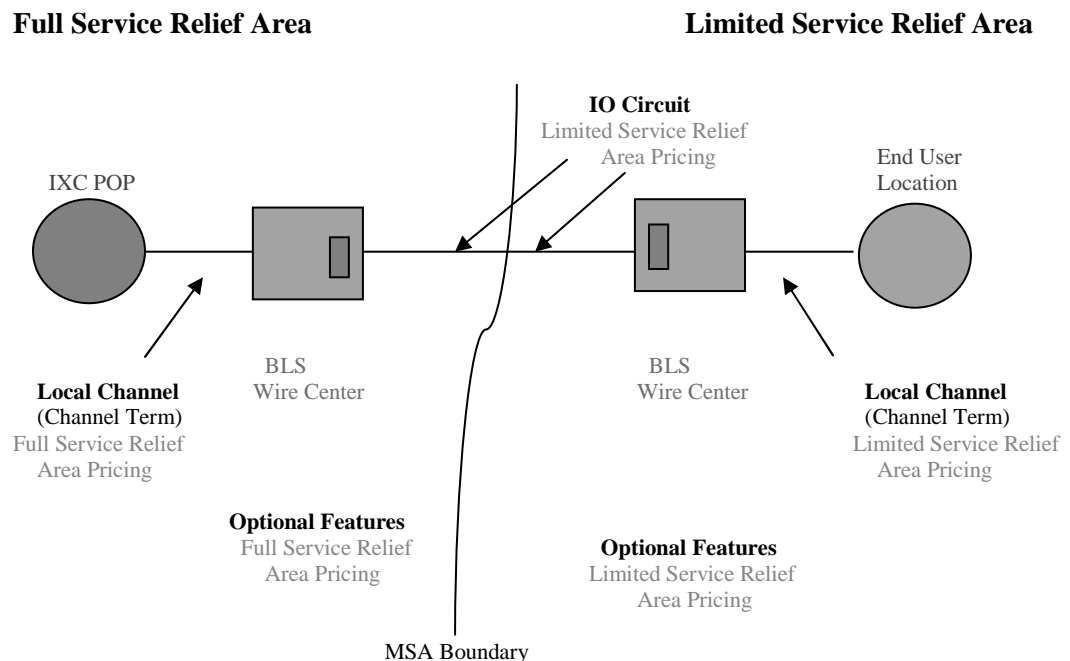 Full Service Relief Area
Limited Service Relief Area
IO Circuit
Limited Service Relief
Area Pricing
IXC POP
End User
Location
BLS
Wire Center
BLS
Wire Center
Local Channel
(Channel Term)
Full Service Relief
Area Pricing
Local Channel
(Channel Term)
Limited Service Relief
Area Pricing
Optional Features
Full Service Relief
Area Pricing
Optional Features
Limited Service Relief
Area Pricing
MSA Boundary